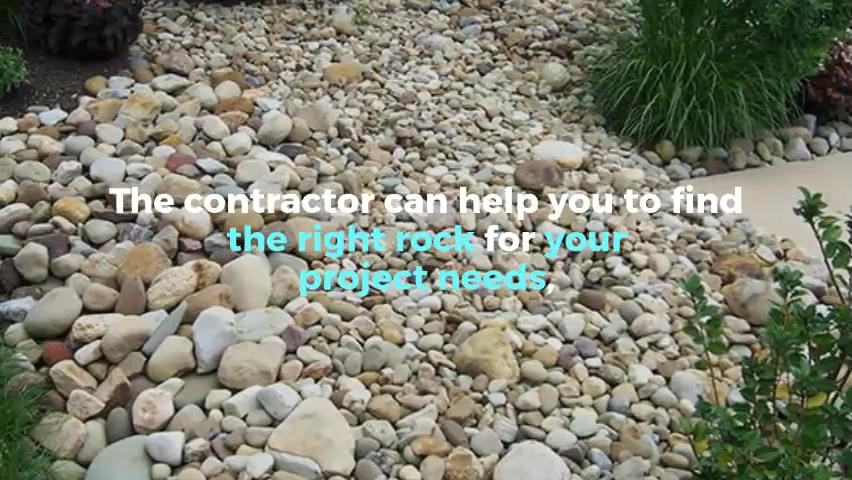 The contractor can help you to find
the right rock for your
project needs,